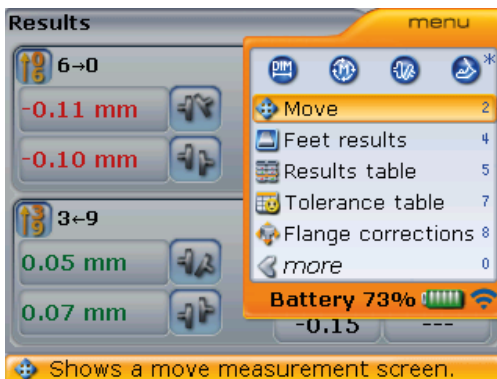 Results
menu
6→0
-0.11 mm
-0.10 mm
3←9
0.05 mm
0.07 mm
DIM
M
*
Move 2
Feet results 4
Results table 5
Tolerance table 7
Flange corrections 8
more 0
Battery 73%
-0.15 ---
Shows a move measurement screen.